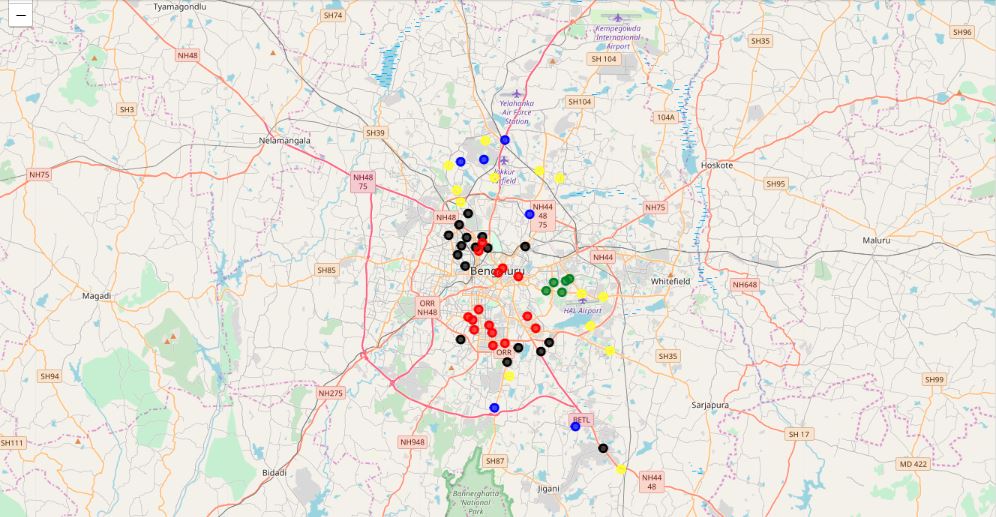 Tyamagondlu
SH74
Kempegowda
International
Airport
SH35
SH96
NH48
SH 104
Yelahanka
Air Force
Station
SH104
SH3
SH39
104A
Nelamangala
Hoskote
Jakkur
field
NH75
NH48
75
SH95
NH48
NH44
48
75
NH75
Maluru
NH44
SH85
Bengaluru
Whitefield
NH648
Magadi
ORR
NH48
HAL Airport
ORR
SH35
SH94
SH99
NH275
Sarjapura
BETL
SH 17
SH111
NH948
SH87
MD 422
Bidadi
NH44
48
Jigani
Bannerghatta
National
Park